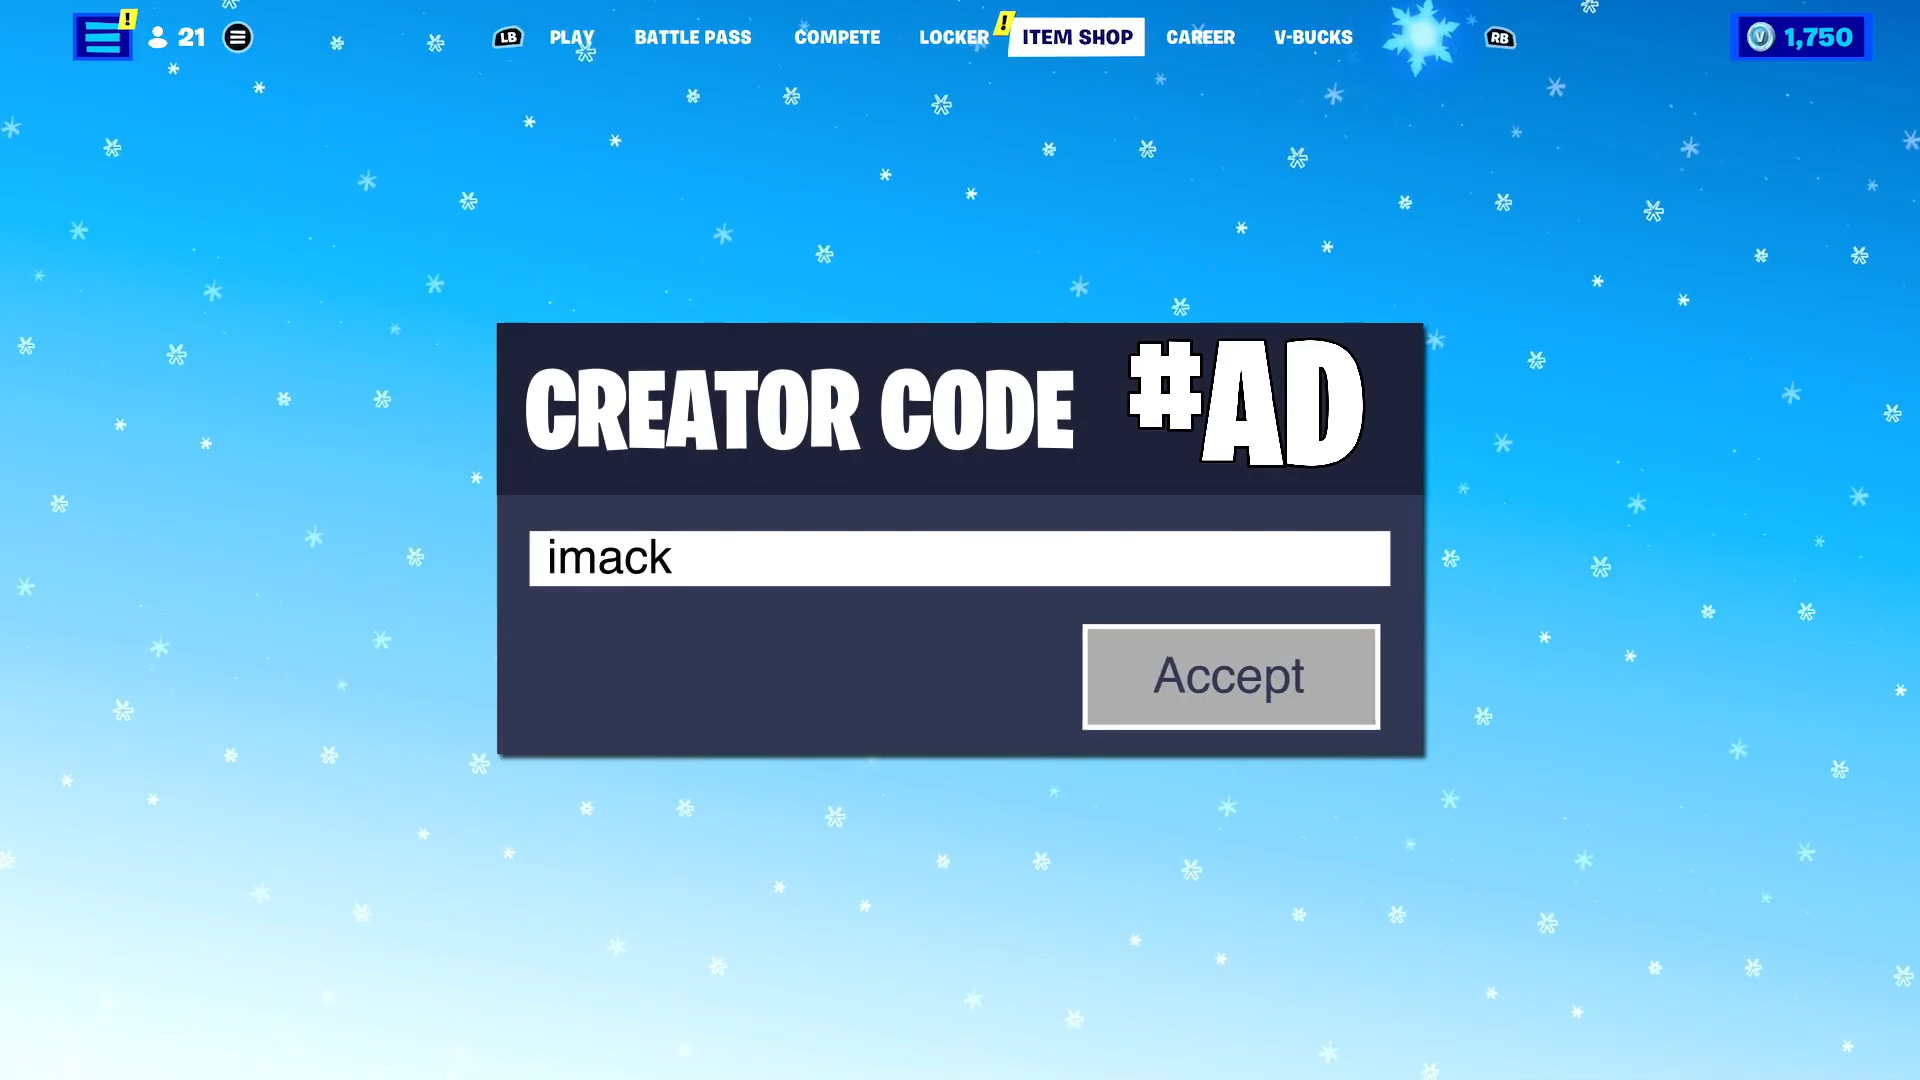 ! 21 LB PLAY BATTLE PASS COMPETE LOCKER ! ITEM SHOP CAREER V-BUCKS RB V 1,750
CREATOR CODE #AD
imack
Accept